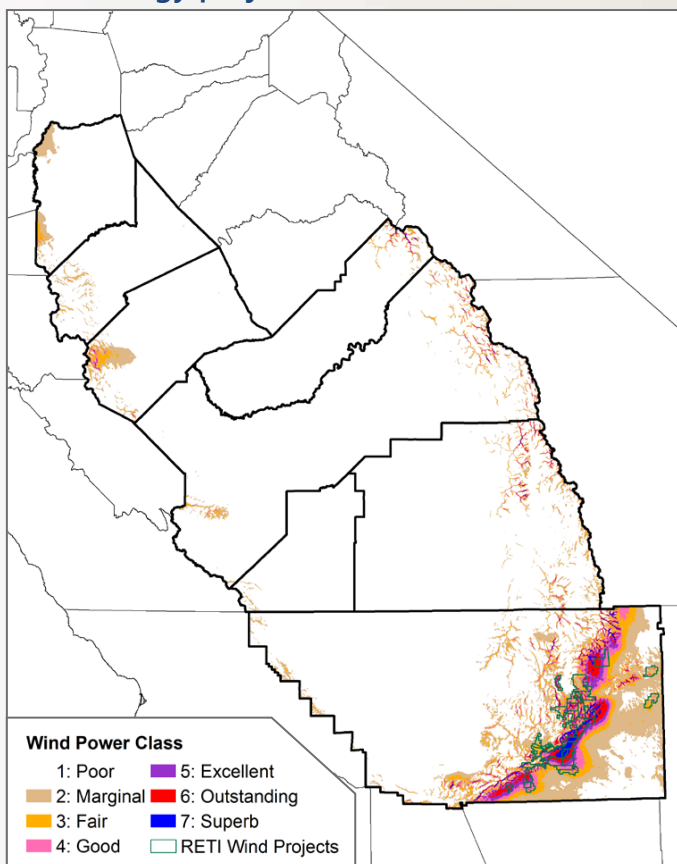 Wind Power Class
1: Poor
2: Marginal
3: Fair
4: Good
5: Excellent
6: Outstanding
7: Superb
RETI Wind Projects